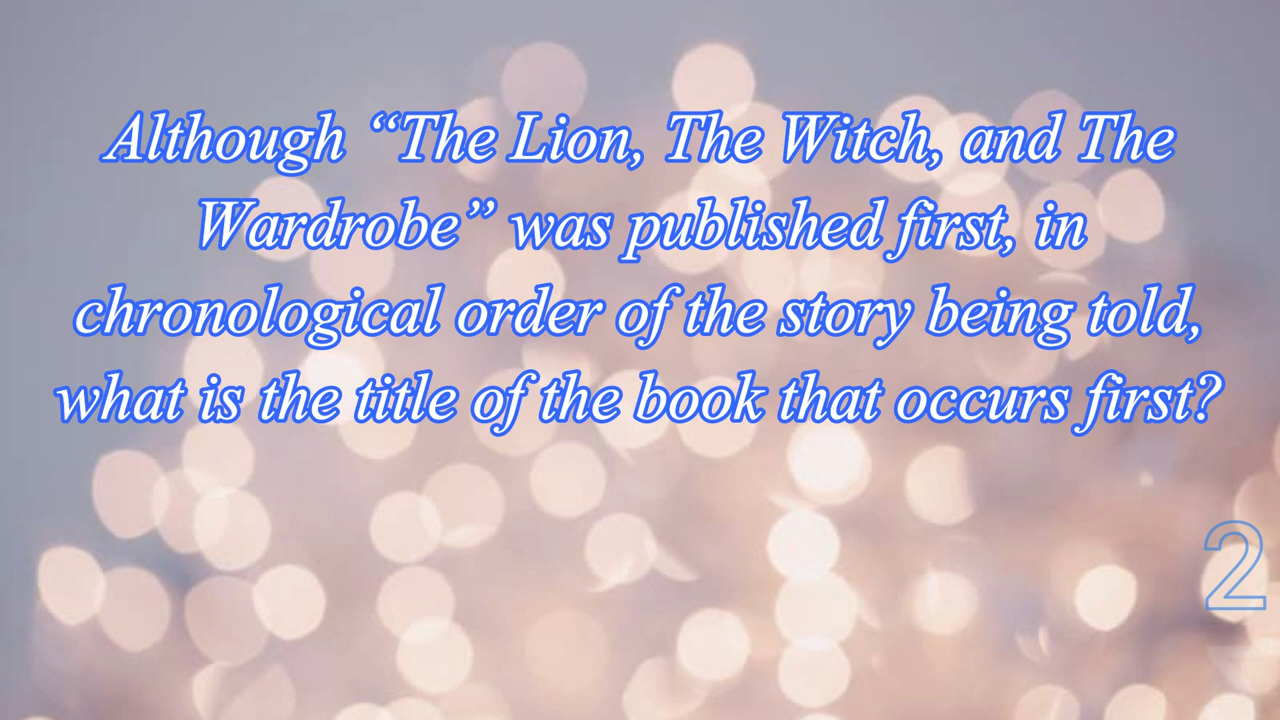 Although “The Lion, The Witch, and The
Wardrobe” was published first, in
chronological order of the story being told,
what is the title of the book that occurs first?
2